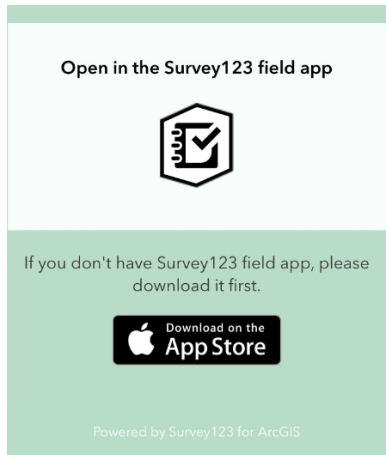 Open in the Survey123 field app
If you don't have Survey123 field app, please
download it first.
Download on the
App Store
Powered by Survey123 for ArcGIS